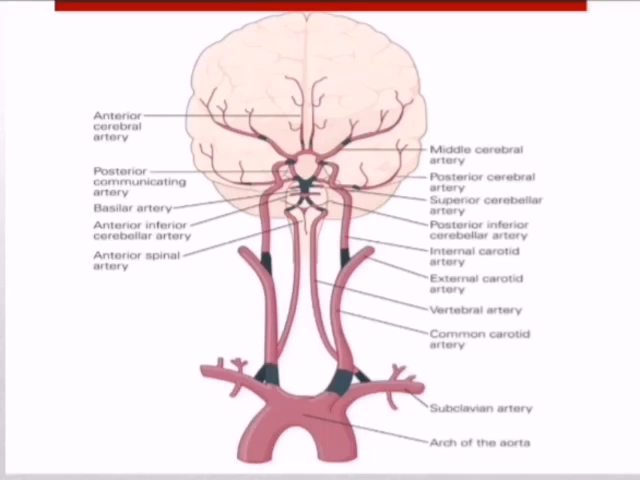 Anterior
cerebral
artery
Posterior
communicating
artery
Basilar artery
Anterior inferior
cerebellar artery
Anterior spinal
artery
Middle cerebral
artery
Posterior cerebral
artery
Superior cerebellar
artery
Posterior inferior
cerebellar artery
Internal carotid
artery
External carotid
artery
Vertebral artery
Common carotid
artery
Subclavian artery
Arch of the aorta